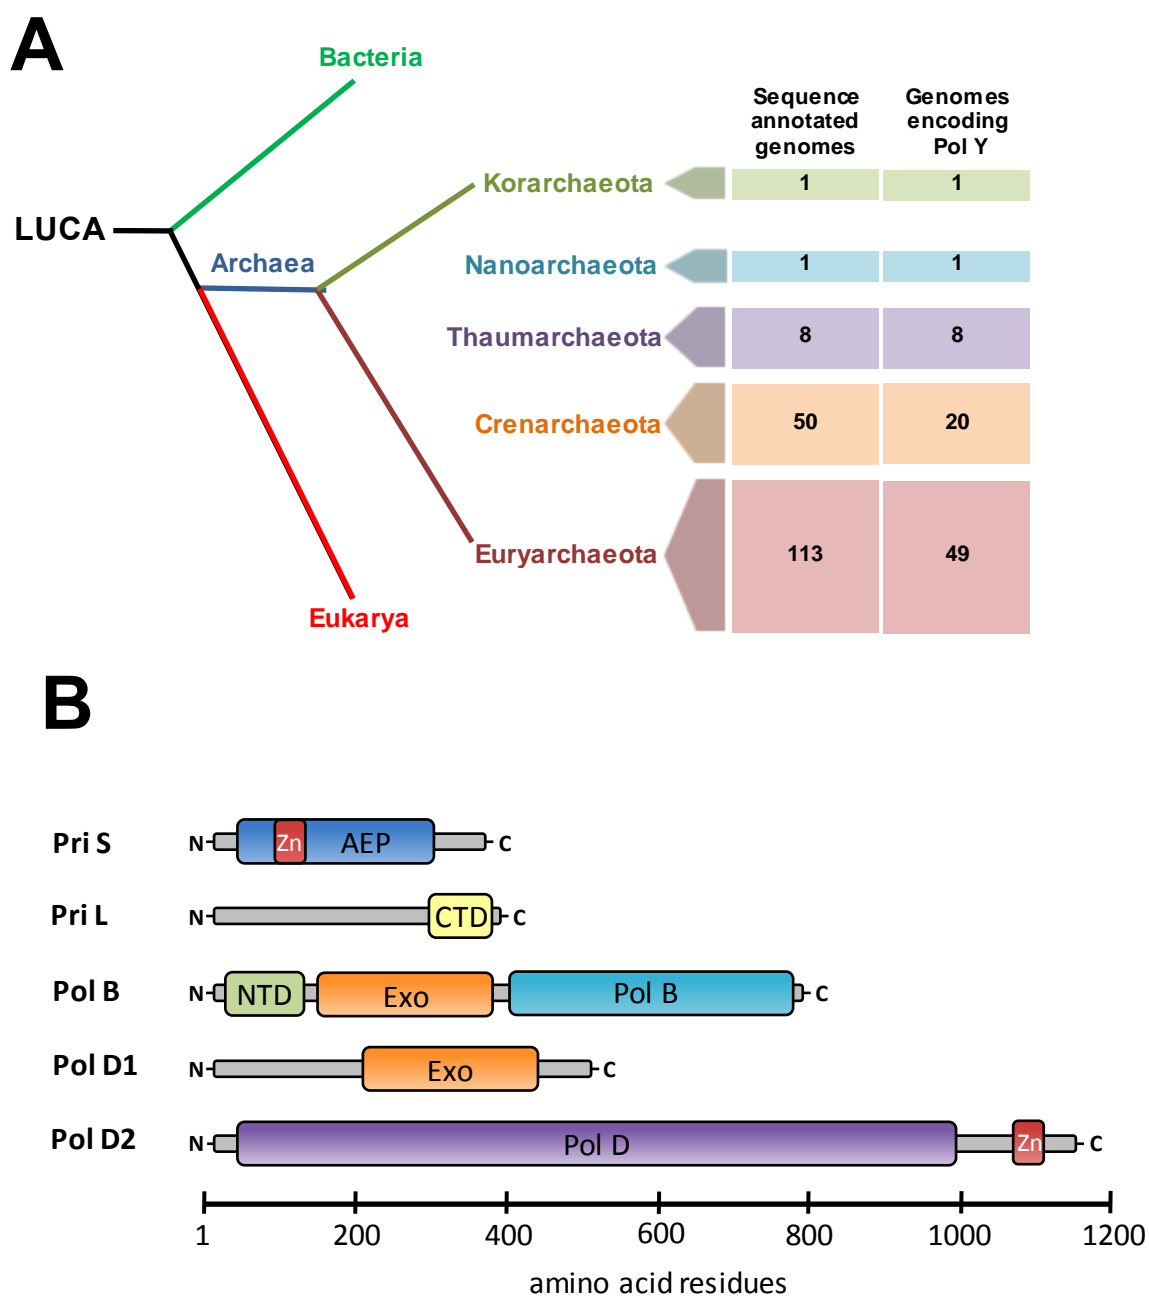 A
Bacteria
Sequence
annotated
genomes
Genomes
encoding
Pol Y
Korarchaeota
1
1
LUCA
Archaea
Nanoarchaeota
1
1
Thaumarchaeota
8
8
Crenarchaeota
50
20
Euryarchaeota
113
49
Eukarya
B
Pri S
N
Zn
AEP
C
Pri L
N
CTD
C
Pol B
N
NTD
Exo
Pol B
C
Pol D1
N
Exo
C
Pol D2
N
Pol D
Zn
C
1 200 400 600 800 1000 1200
amino acid residues